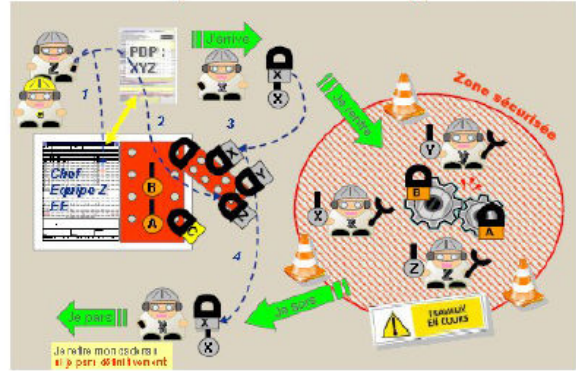 PDP :
XYZ
J'arrive
1
2
3
X
X
Je rentre
Zone sécurisée
Chef
Equipe Z
EE
B
A
C
X
Y
Z
Y
X
Z
B
A
4
Je sors
Je pars
X
X
TRAVAUX
EN COURS
Je retire mon cadenas
si je pars définitivement